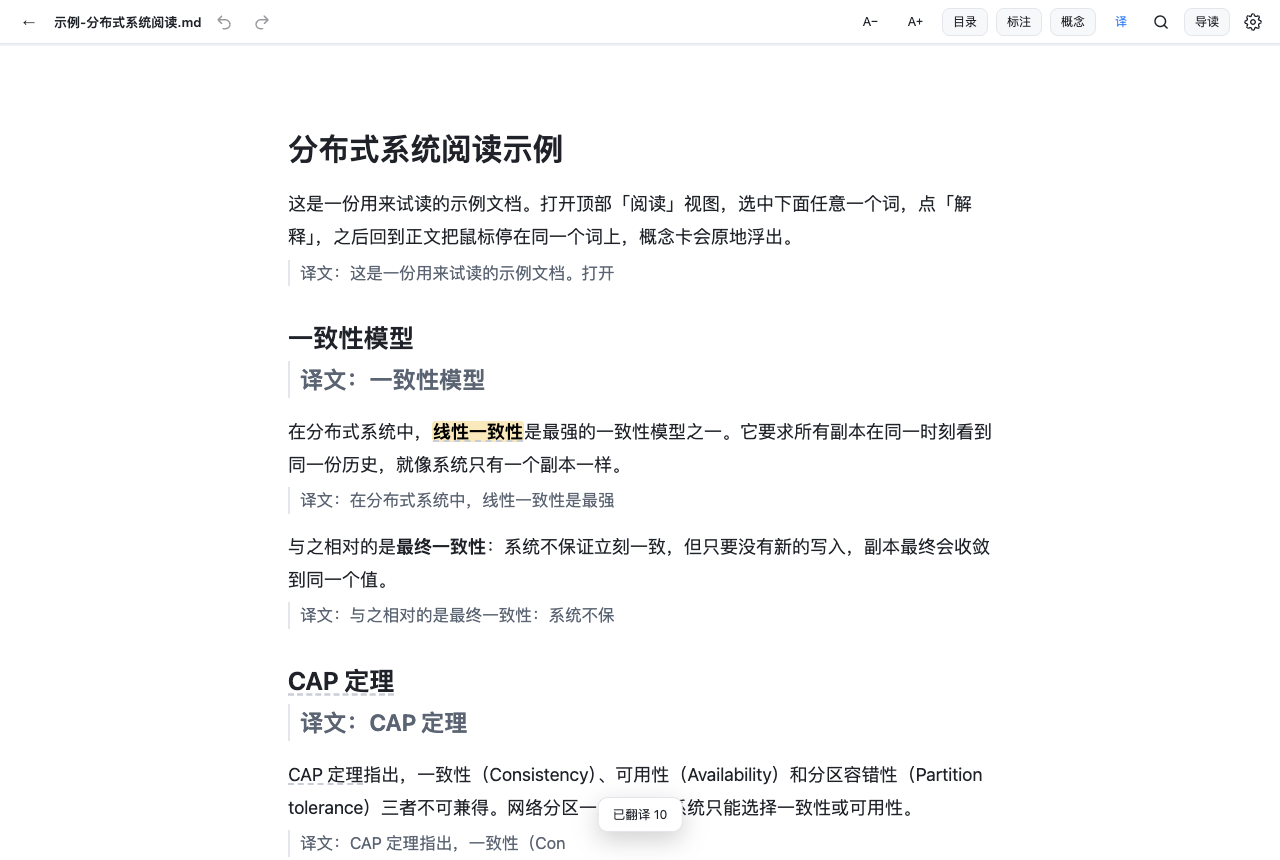 ← 示例-分布式系统阅读.md A− A+ 目录 标注 概念 译 导读
分布式系统阅读示例
这是一份用来试读的示例文档。打开顶部「阅读」视图，选中下面任意一个词，点「解
释」，之后回到正文把鼠标停在同一个词上，概念卡会原地浮出。
译文：这是一份用来试读的示例文档。打开
一致性模型
译文：一致性模型
在分布式系统中，线性一致性是最强的一致性模型之一。它要求所有副本在同一时刻看到
同一份历史，就像系统只有一个副本一样。
译文：在分布式系统中，线性一致性是最强
与之相对的是最终一致性：系统不保证立刻一致，但只要没有新的写入，副本最终会收敛
到同一个值。
译文：与之相对的是最终一致性：系统不保
CAP 定理
译文：CAP 定理
CAP 定理指出，一致性（Consistency）、可用性（Availability）和分区容错性（Partition
tolerance）三者不可兼得。网络分区一 系统只能选择一致性或可用性。
已翻译 10
译文：CAP 定理指出，一致性（Con